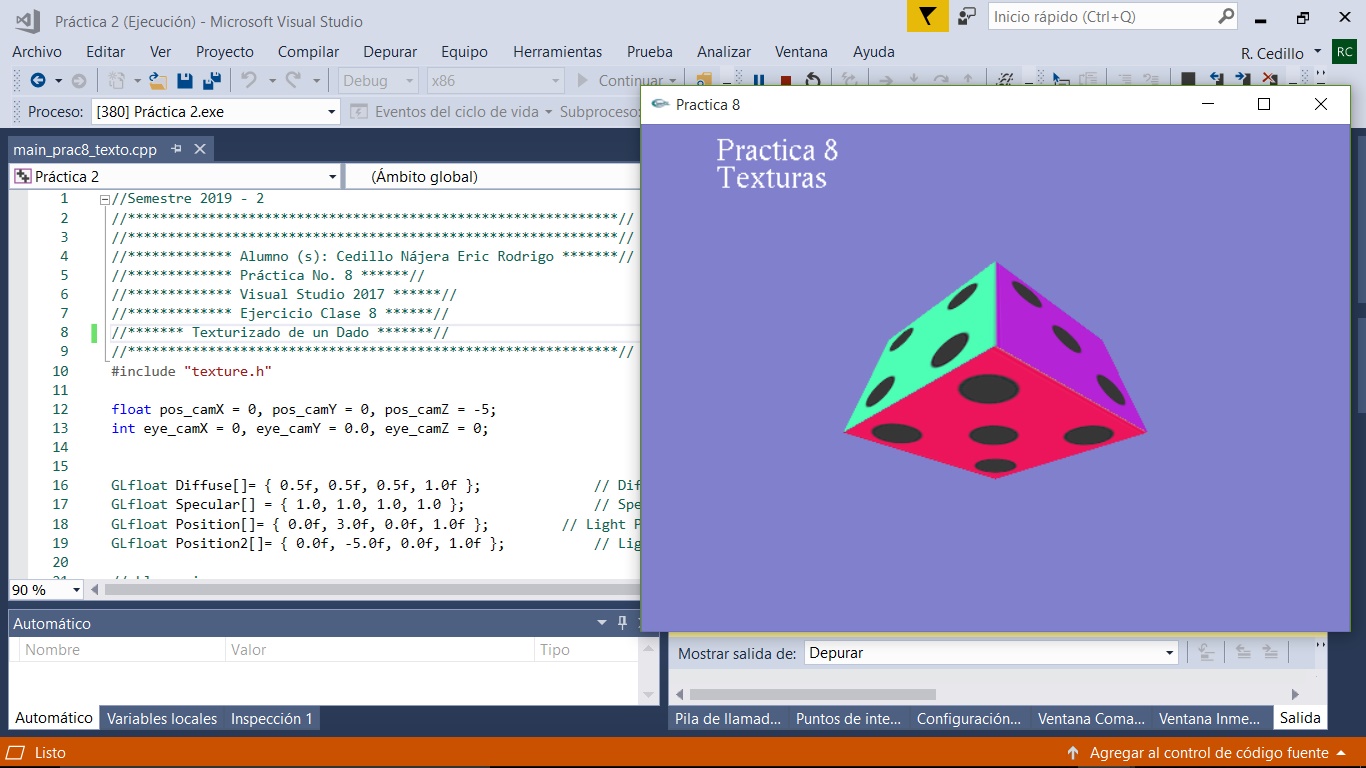 Práctica 2 (Ejecución) - Microsoft Visual Studio
Inicio rápido (Ctrl+Q)
Archivo Editar Ver Proyecto Compilar Depurar Equipo Herramientas Prueba Analizar Ventana Ayuda
R. Cedillo RC
Debug x86 Continuar
Proceso: [380] Práctica 2.exe Eventos del ciclo de vida Subproceso:
main_prac8_texto.cpp
Práctica 2 (Ámbito global)
1 //Semestre 2019 - 2
2 //*************************************************************//
3 //*************************************************************//
4 //************* Alumno (s): Cedillo Nájera Eric Rodrigo *******//
5 //************* Práctica No. 8 ******//
6 //************* Visual Studio 2017 ******//
7 //************* Ejercicio Clase 8 ******//
8 //******* Texturizado de un Dado *******//
9 //*************************************************************//
10 #include "texture.h"
11
12 float pos_camX = 0, pos_camY = 0, pos_camZ = -5;
13 int eye_camX = 0, eye_camY = 0.0, eye_camZ = 0;
14
15
16 GLfloat Diffuse[]= { 0.5f, 0.5f, 0.5f, 1.0f }; // Dif
17 GLfloat Specular[] = { 1.0, 1.0, 1.0, 1.0 }; // Spe
18 GLfloat Position[]= { 0.0f, 3.0f, 0.0f, 1.0f }; // Light P
19 GLfloat Position2[]= { 0.0f, -5.0f, 0.0f, 1.0f }; // Lig
20
90 %
Practica 8
Practica 8
Texturas
Automático
Nombre Valor Tipo
Automático Variables locales Inspección 1
Mostrar salida de: Depurar
Pila de llamad... Puntos de inte... Configuración... Ventana Coma... Ventana Inme... Salida
Listo
Agregar al control de código fuente